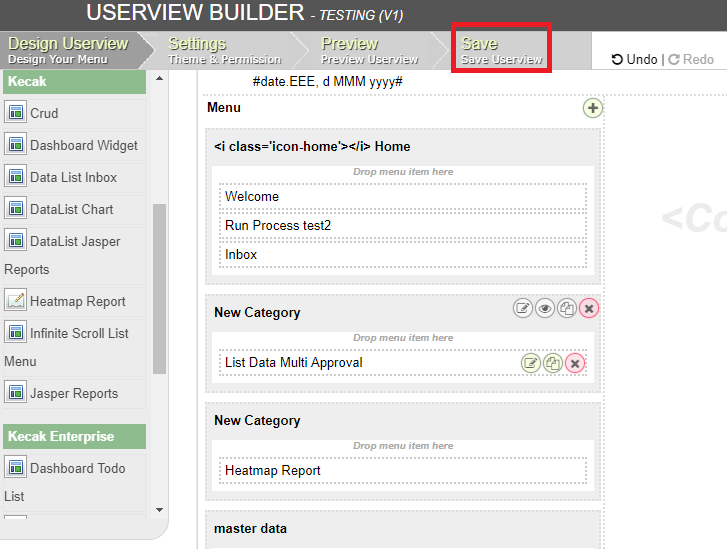 USERVIEW BUILDER - TESTING (V1)
Design Userview
Design Your Menu
Settings
Theme & Permission
Preview
Preview Userview
Save
Save Userview
Undo | Redo
Kecak
Crud
Dashboard Widget
Data List Inbox
DataList Chart
DataList Jasper
Reports
Heatmap Report
Infinite Scroll List
Menu
Jasper Reports
Kecak Enterprise
Dashboard Todo
List
#date.EEE, d MMM yyyy#
Menu
<i class='icon-home'></i> Home
Drop menu item here
Welcome
Run Process test2
Inbox
New Category
Drop menu item here
List Data Multi Approval
New Category
Drop menu item here
Heatmap Report
master data
<Co